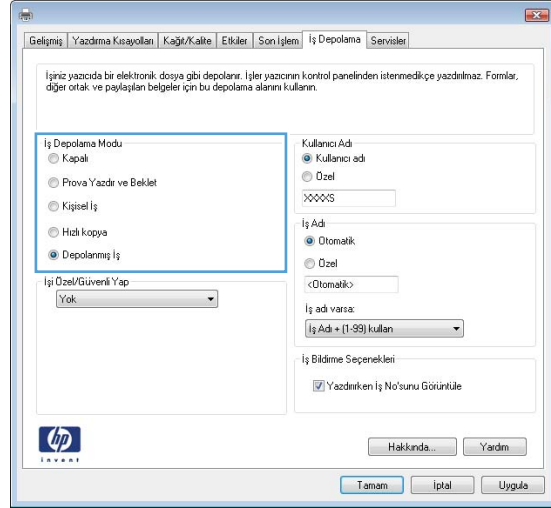 Gelişmiş Yazdırma Kısayolları Kağıt/Kalite Etkiler Son İşlem İş Depolama Servisler
İşiniz yazıcıda bir elektronik dosya gibi depolanır. İşler yazıcının kontrol panelinden istenmedikçe yazdırılmaz. Formlar,
diğer ortak ve paylaşılan belgeler için bu depolama alanını kullanın.
İş Depolama Modu
Kapalı
Prova Yazdır ve Beklet
Kişisel İş
Hızlı kopya
Depolanmış İş
İşi Özel/Güvenli Yap
Yok
Kullanıcı Adı
Kullanıcı adı
Özel
XXXXS
İş Adı
Otomatik
Özel
<Otomatik>
İş adı varsa:
İş Adı + (1-99) kullan
İş Bildirme Seçenekleri
Yazdırırken İş No'sunu Görüntüle
hp
invent
Hakkında... Yardım
Tamam İptal Uygula